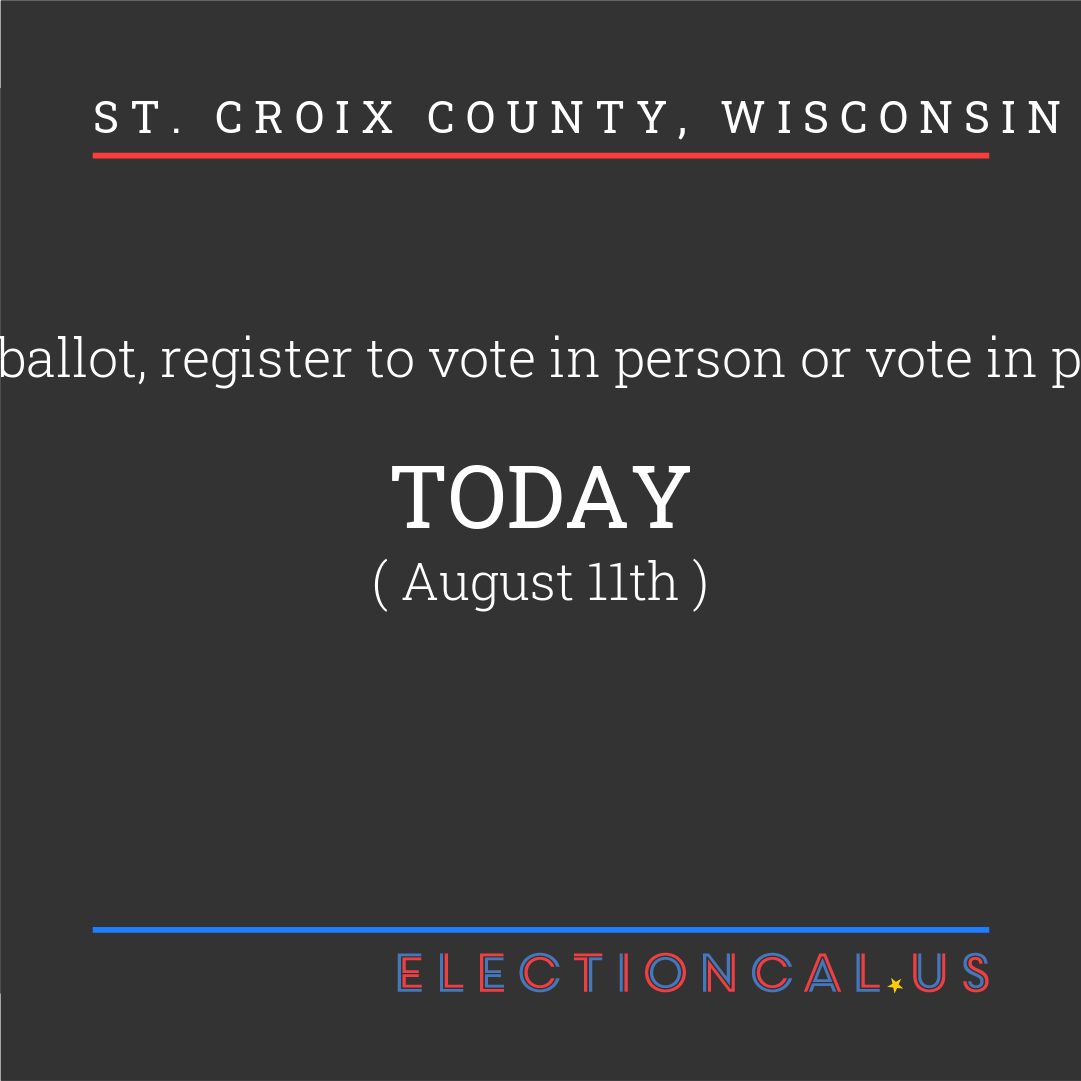 ST. CROIX COUNTY, WISCONSIN
ballot, register to vote in person or vote in p
TODAY
( August 11th )
ELECTIONCAL.US